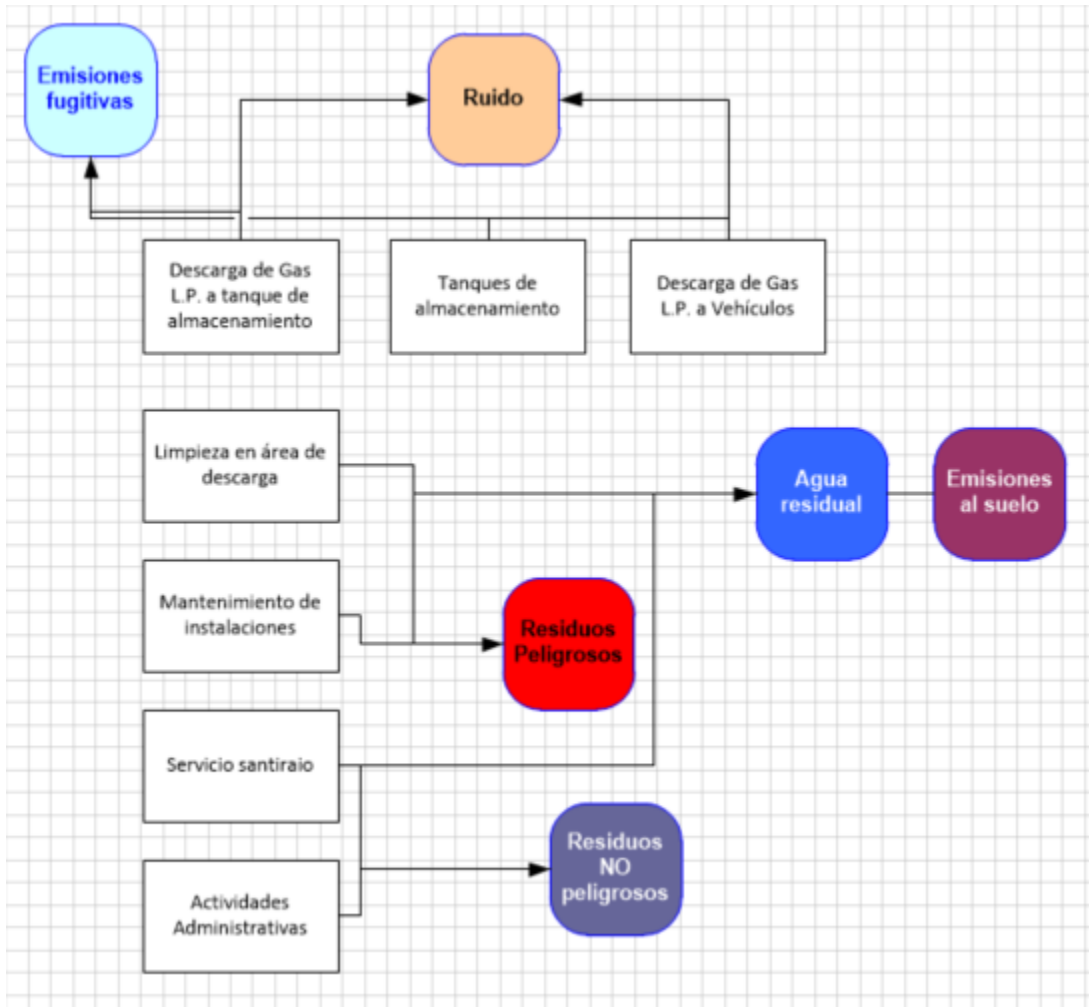 Emisiones
fugitivas
Ruido
Descarga de Gas
L.P. a tanque de
almacenamiento
Tanques de
almacenamiento
Descarga de Gas
L.P. a Vehículos
Limpieza en área de
descarga
Agua
residual
Emisiones
al suelo
Mantenimiento de
instalaciones
Residuos
Peligrosos
Servicio santiraio
Residuos
NO
peligrosos
Actividades
Administrativas